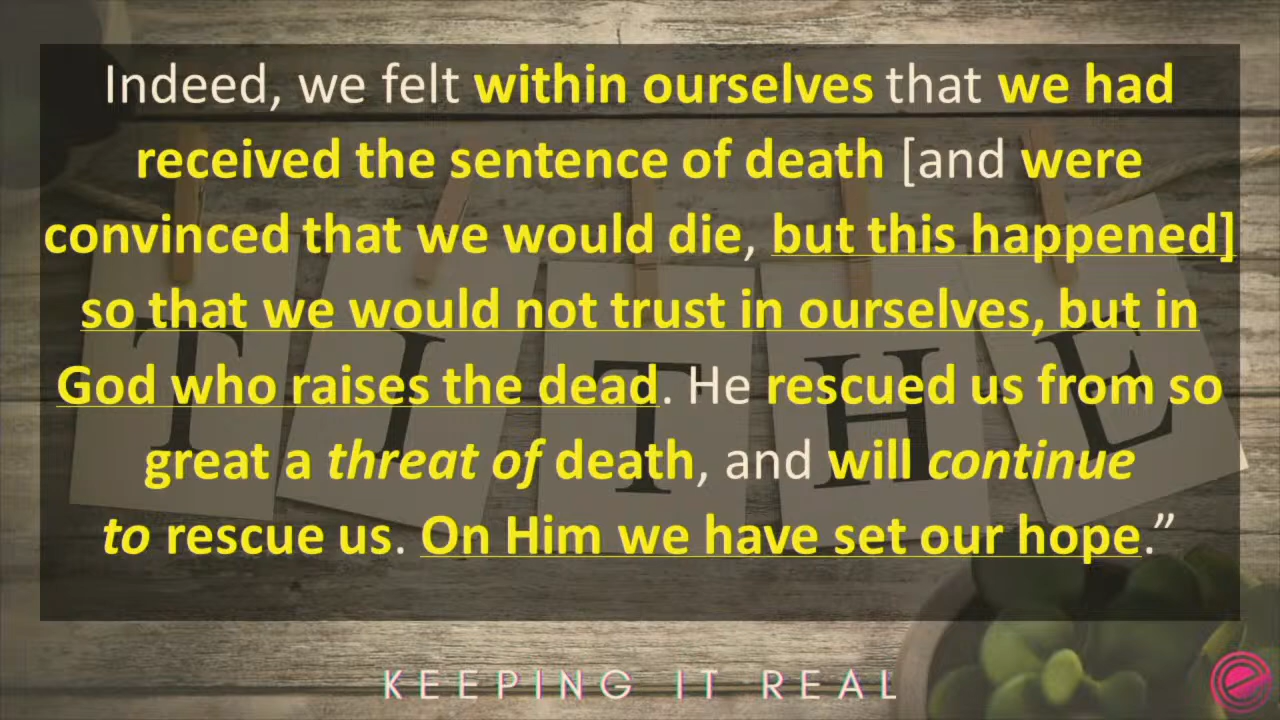 Indeed, we felt within ourselves that we had
received the sentence of death [and were
convinced that we would die, but this happened]
so that we would not trust in ourselves, but in
God who raises the dead. He rescued us from so
great a threat of death, and will continue
to rescue us. On Him we have set our hope.”
TITHE
KEEPING IT REAL